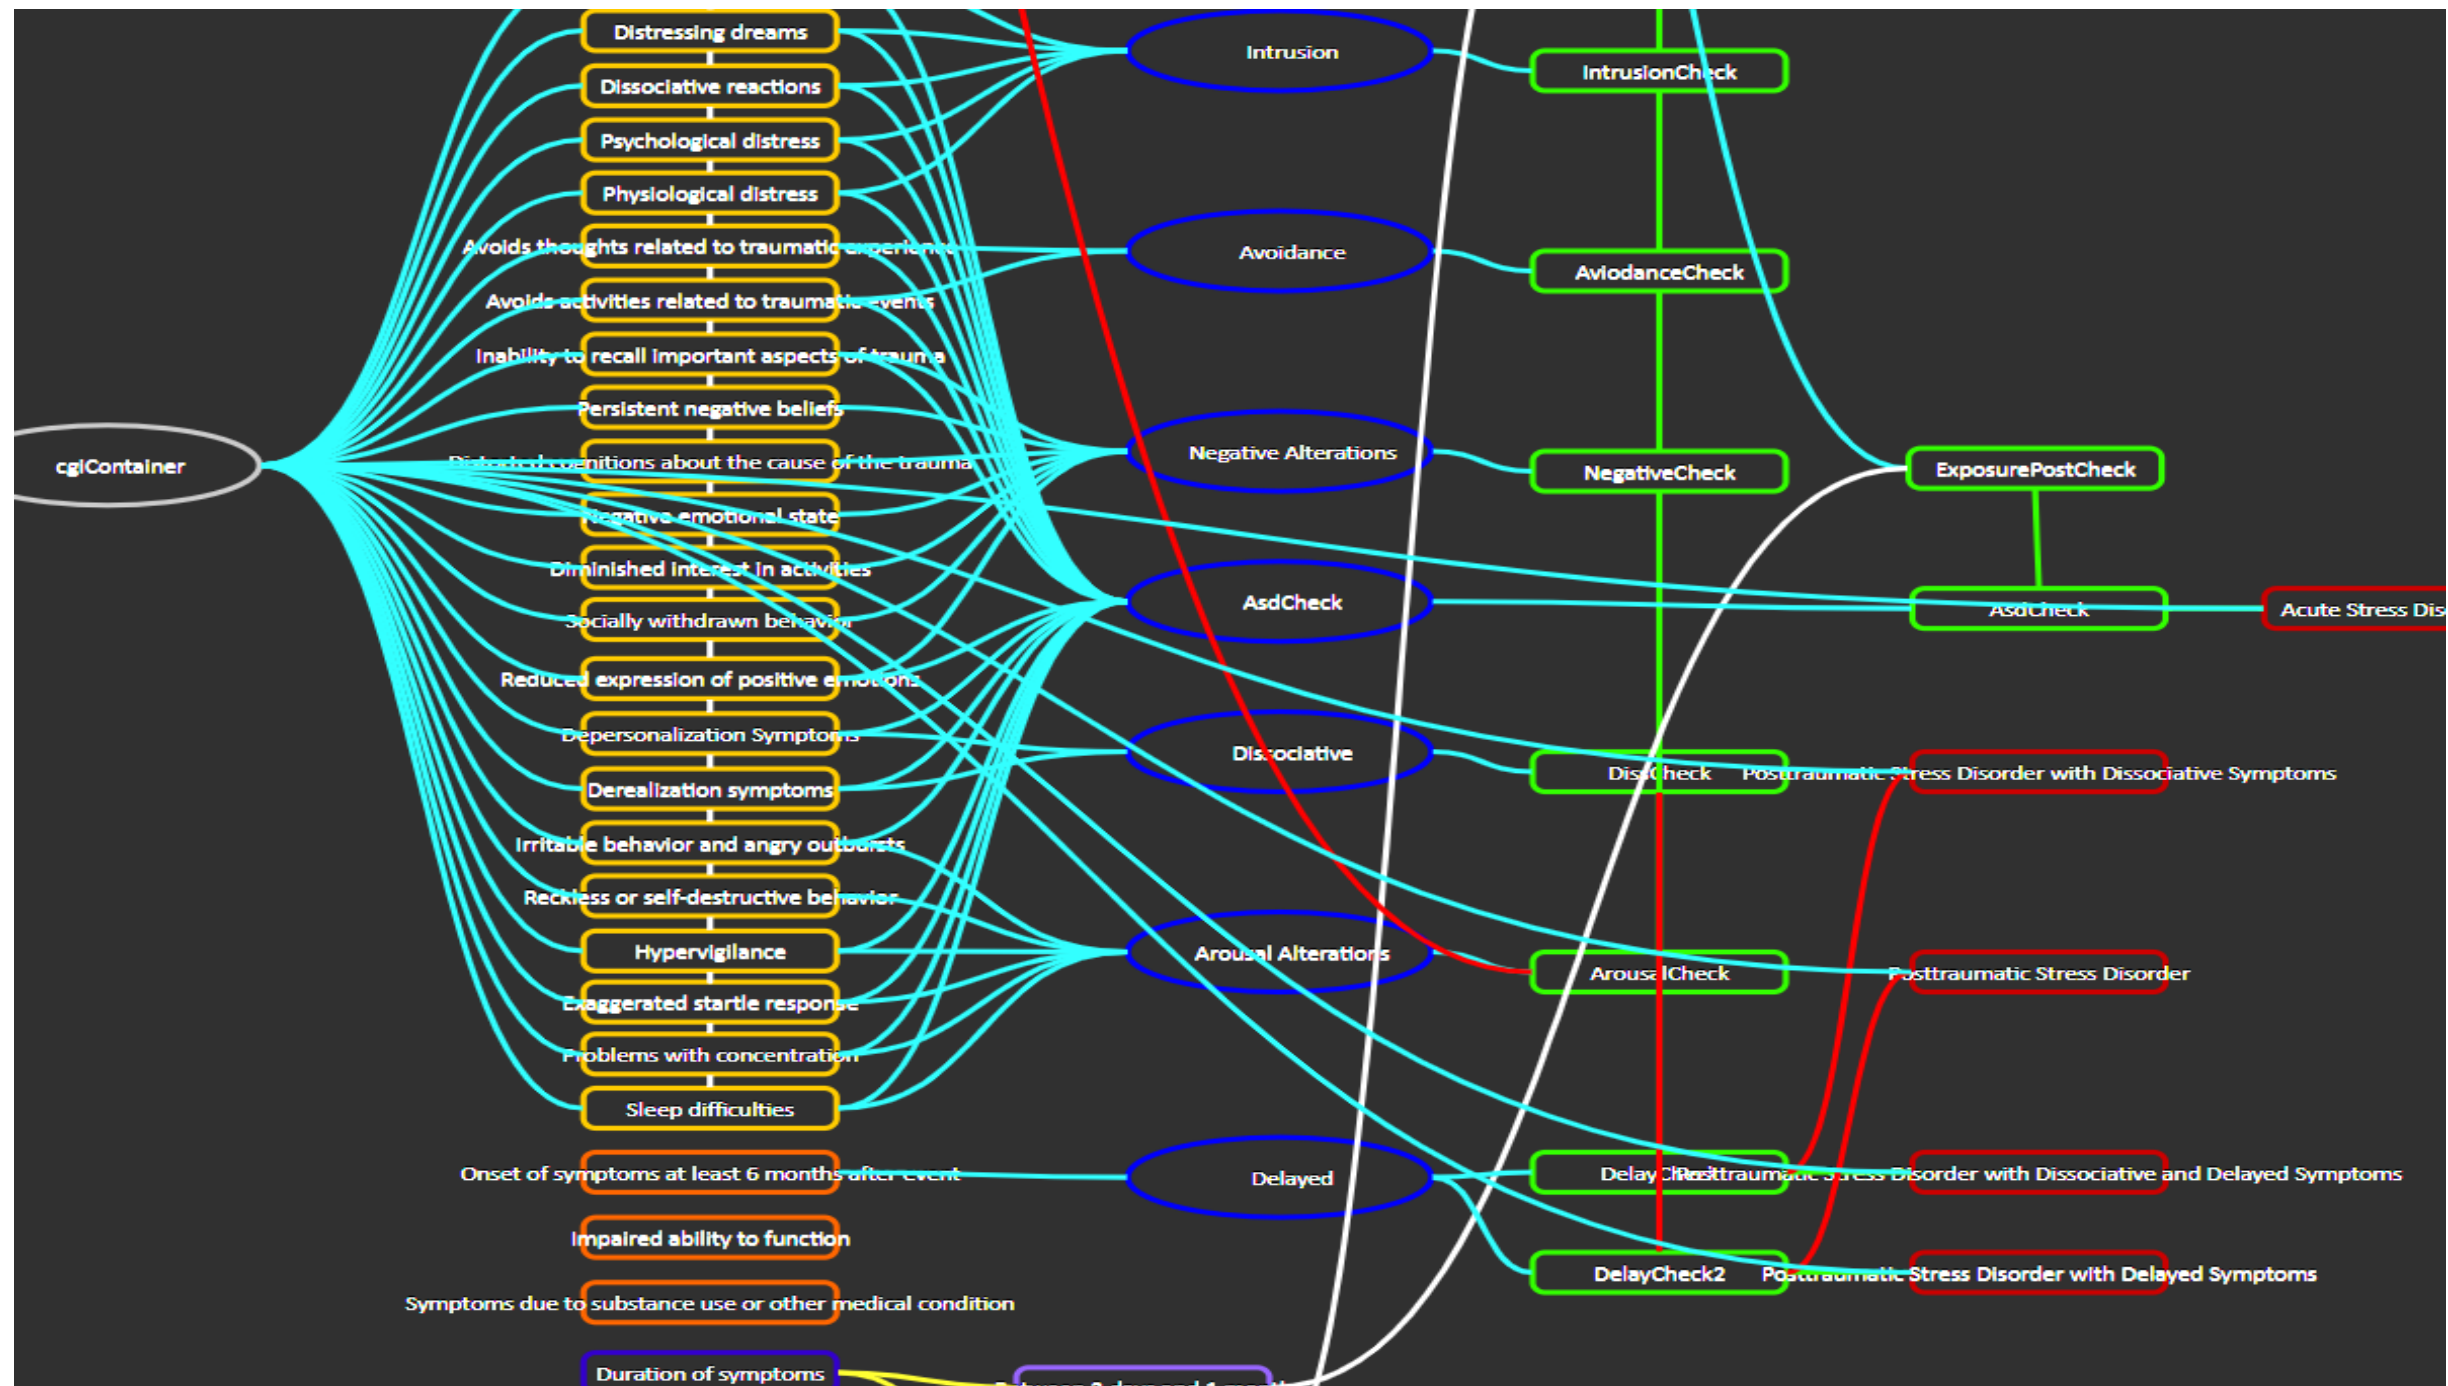 Distressing dreams
Dissociative reactions
Psychological distress
Physiological distress
Avoids thoughts related to traumatic experience
Avoids activities related to traumatic events
Inability to recall important aspects of trauma
Persistent negative beliefs
cgiContainer
Distorted cognitions about the cause of the trauma
Negative emotional state
Diminished interest in activities
Socially withdrawn behavior
Reduced expression of positive emotions
Depersonalization Symptoms
Derealization symptoms
Irritable behavior and angry outbursts
Reckless or self-destructive behavior
Hypervigilance
Exaggerated startle response
Problems with concentration
Sleep difficulties
Onset of symptoms at least 6 months after event
Impaired ability to function
Symptoms due to substance use or other medical condition
Duration of symptoms
Intrusion
Avoidance
Negative Alterations
AsdCheck
Dissociative
Arousal Alterations
Delayed
IntrusionCheck
AviodanceCheck
NegativeCheck
DissCheck
ArousalCheck
DelayCheck
DelayCheck2
ExposurePostCheck
AsdCheck
Acute Stress Dis
Posttraumatic Stress Disorder with Dissociative Symptoms
Posttraumatic Stress Disorder
Posttraumatic Stress Disorder with Dissociative and Delayed Symptoms
Posttraumatic Stress Disorder with Delayed Symptoms